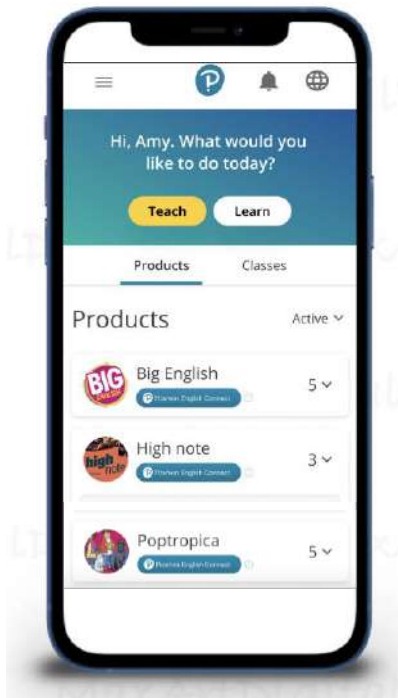 Hi, Amy. What would you
like to do today?
Teach Learn
Products Classes
Products Active
BIG
ENGLISH
Big English
Pearson English Connect
5
high
note
High note
Pearson English Connect
3
Poptropica
Pearson English Connect
5